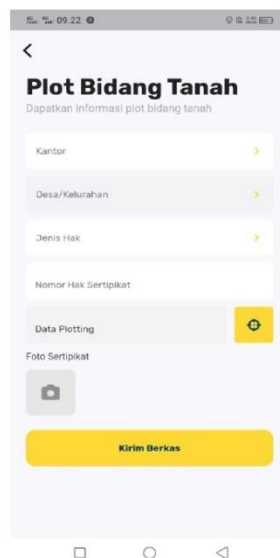 09.22
Plot Bidang Tanah
Dapatkan informasi plot bidang tanah
Kantor
Desa/Kelurahan
Jenis Hak
Nomor Hak Sertipikat
Data Plotting
Foto Sertipikat
Kirim Berkas